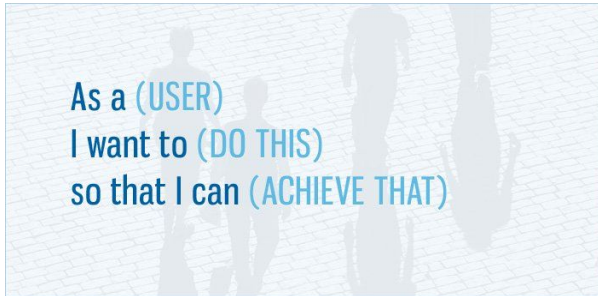 As a (USER)
I want to (DO THIS)
so that I can (ACHIEVE THAT)